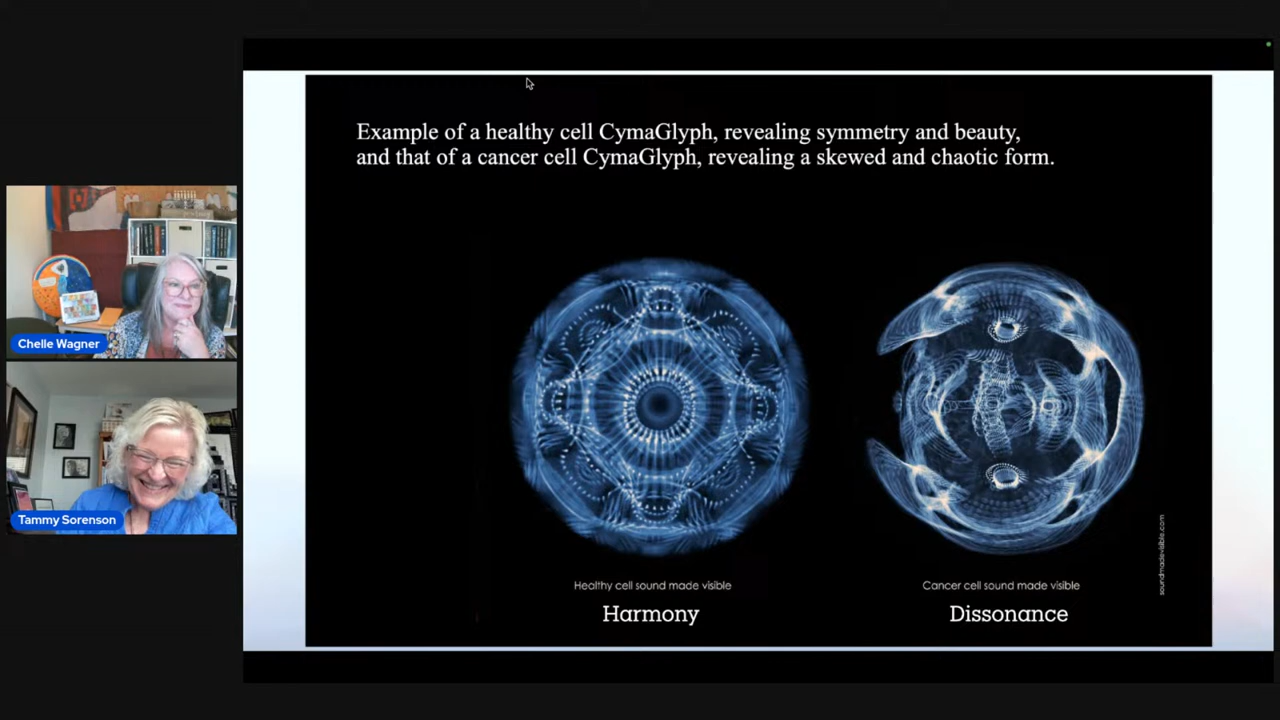 Example of a healthy cell CymaGlyph, revealing symmetry and beauty,
and that of a cancer cell CymaGlyph, revealing a skewed and chaotic form.
Chelle Wagner
Tammy Sorenson
Healthy cell sound made visible
Harmony
Cancer cell sound made visible
Dissonance
soundmadevisible.com